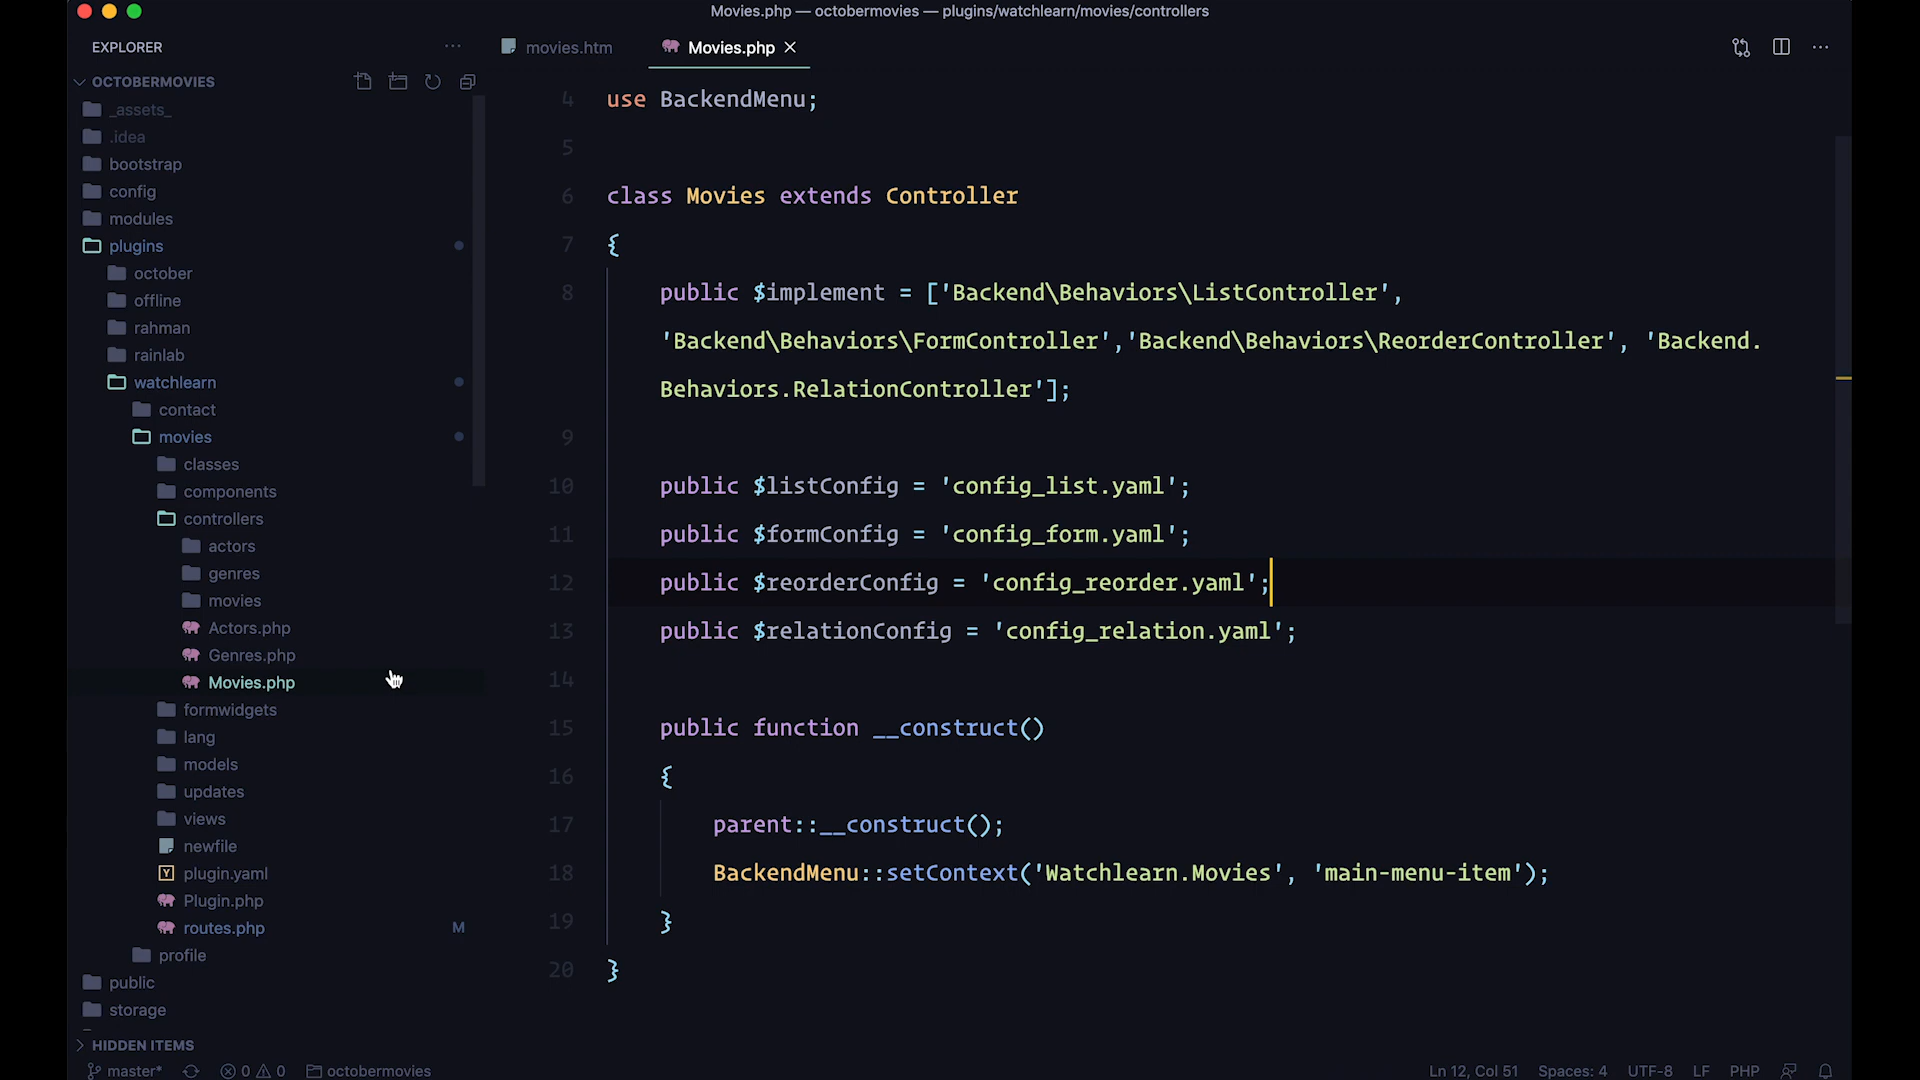 Movies.php — octobermovies — plugins/watchlearn/movies/controllers
EXPLORER
movies.htm
Movies.php
OCTOBERMOVIES
_assets_
.idea
bootstrap
config
modules
plugins
october
offline
rahman
rainlab
watchlearn
contact
movies
classes
components
controllers
actors
genres
movies
Actors.php
Genres.php
Movies.php
formwidgets
lang
models
updates
views
newfile
plugin.yaml
Plugin.php
routes.php M
profile
public
storage
HIDDEN ITEMS
4 use BackendMenu;
5
6 class Movies extends Controller
7 {
8 public $implement = ['Backend\Behaviors\ListController',
'Backend\Behaviors\FormController','Backend\Behaviors\ReorderController', 'Backend.
Behaviors.RelationController'];
9
10 public $listConfig = 'config_list.yaml';
11 public $formConfig = 'config_form.yaml';
12 public $reorderConfig = 'config_reorder.yaml';
13 public $relationConfig = 'config_relation.yaml';
14
15 public function __construct()
16 {
17 parent::__construct();
18 BackendMenu::setContext('Watchlearn.Movies', 'main-menu-item');
19 }
20 }
master* 0 0 octobermovies Ln 12, Col 51 Spaces: 4 UTF-8 LF PHP